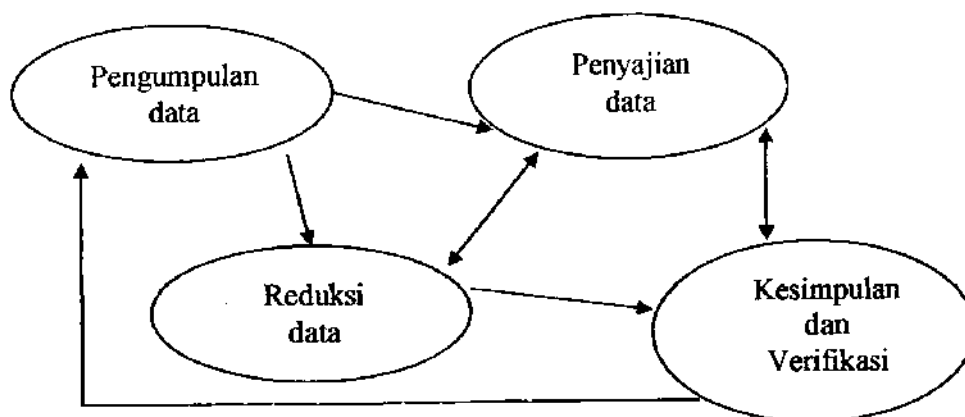 Pengumpulan
data
Penyajian
data
Reduksi
data
Kesimpulan
dan
Verifikasi